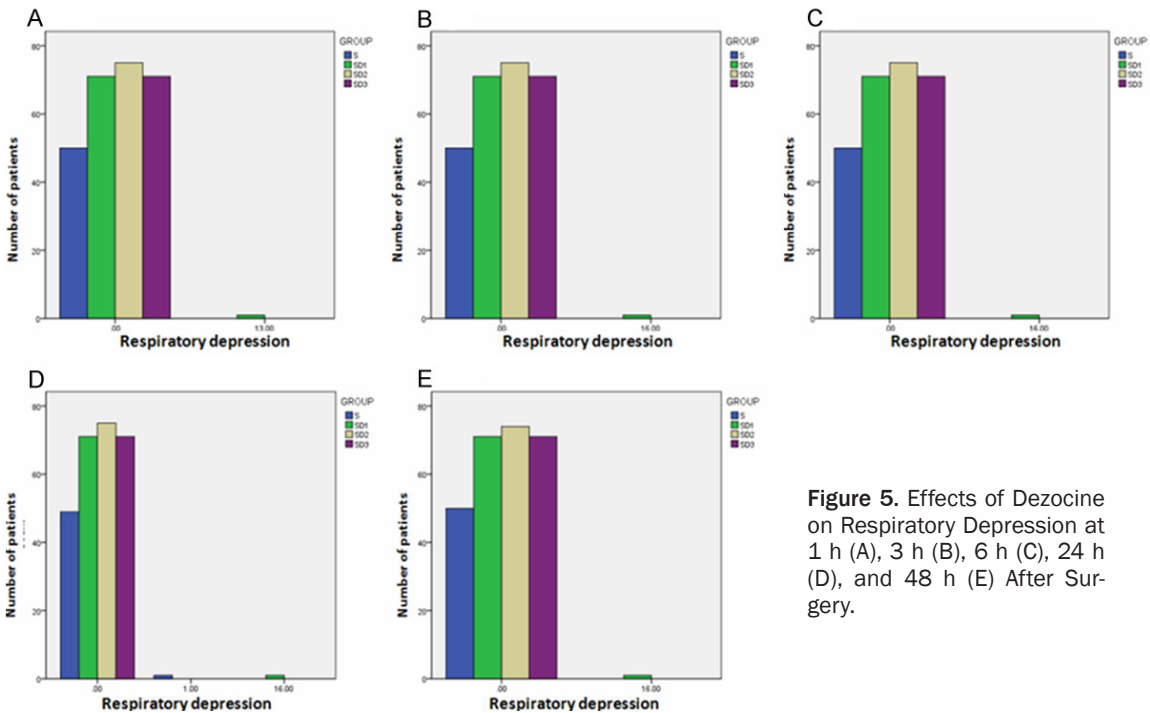 A
GROUP
S
SD1
SD2
SD3
80
60
40
20
0
Number of patients
.00 13.00
Respiratory depression
B
GROUP
S
SD1
SD2
SD3
80
60
40
20
0
Number of patients
.00 16.00
Respiratory depression
C
GROUP
S
SD1
SD2
SD3
80
60
40
20
0
Number of patients
.00 16.00
Respiratory depression
D
GROUP
S
SD1
SD2
SD3
80
60
40
20
0
Number of patients
.00 1.00 16.00
Respiratory depression
E
GROUP
S
SD1
SD2
SD3
80
60
40
20
0
Number of patients
.00 16.00
Respiratory depression
Figure 5. Effects of Dezocine
on Respiratory Depression at
1 h (A), 3 h (B), 6 h (C), 24 h
(D), and 48 h (E) After Sur-
gery.